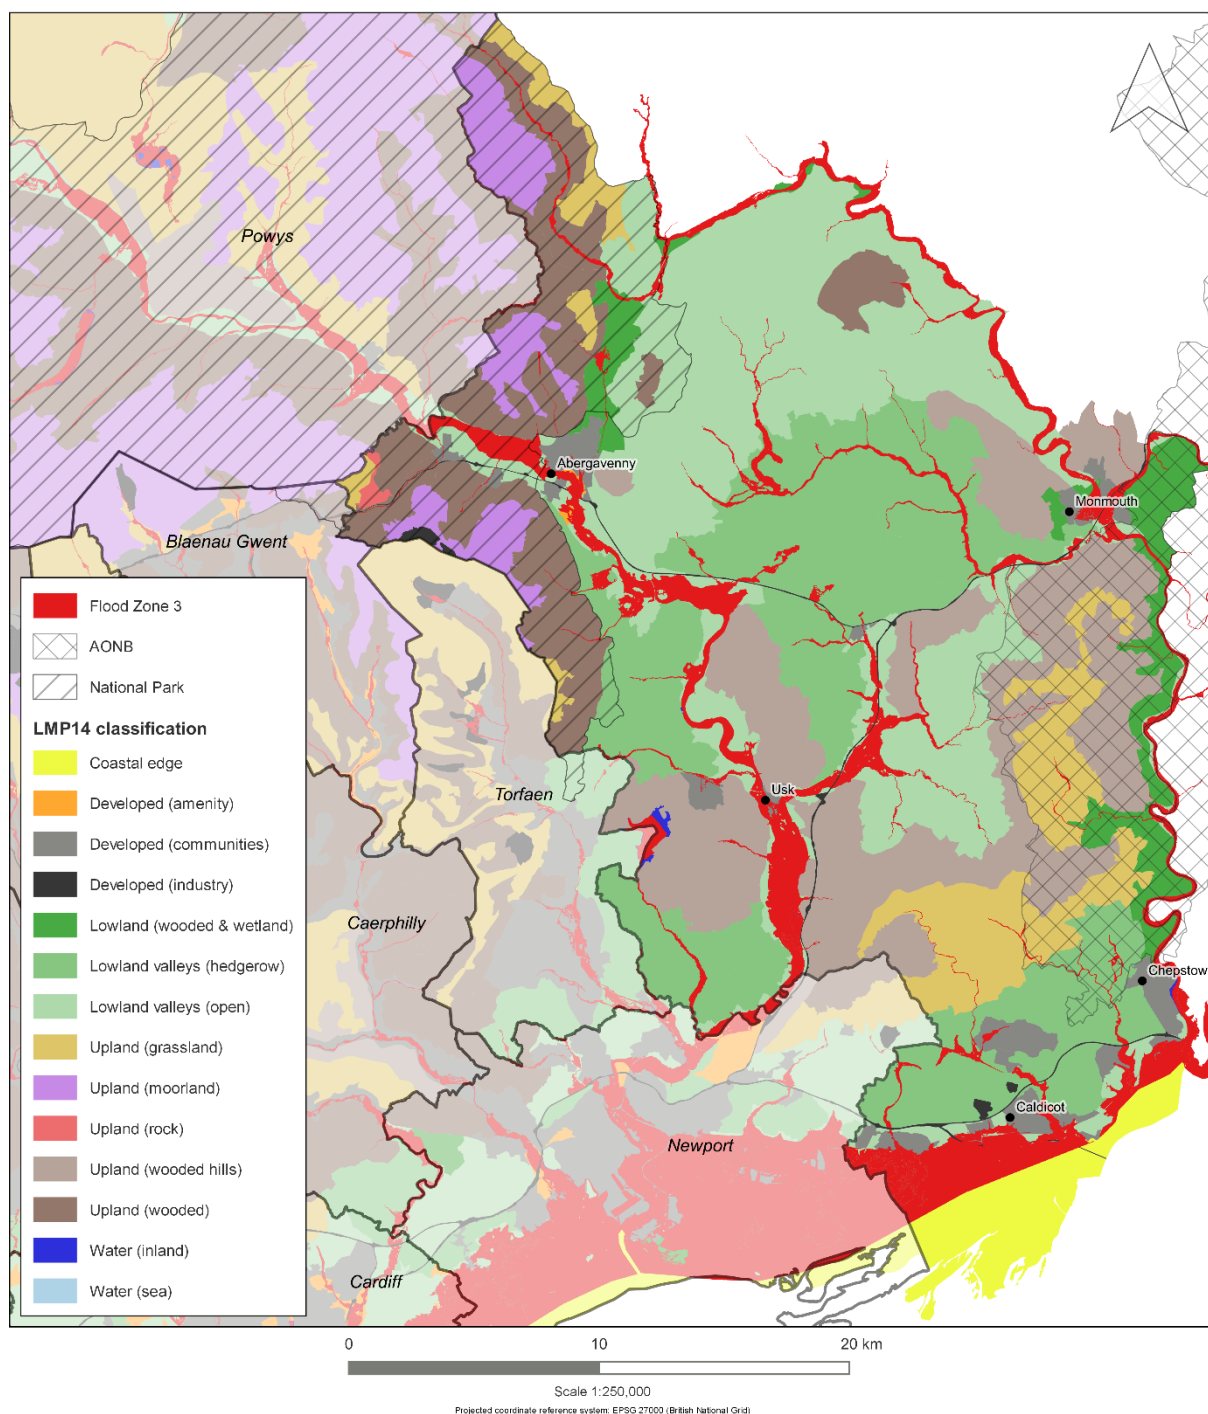 Powys
Abergavenny
Monmouth
Blaenau Gwent
Flood Zone 3
AONB
National Park
LMP14 classification
Coastal edge
Developed (amenity)
Developed (communities)
Developed (industry)
Lowland (wooded & wetland)
Lowland valleys (hedgerow)
Lowland valleys (open)
Upland (grassland)
Upland (moorland)
Upland (rock)
Upland (wooded hills)
Upland (wooded)
Water (inland)
Water (sea)
Torfaen
Usk
Caerphilly
Chepstow
Caldicot
Newport
Cardiff
0 10 20 km
Scale 1:250,000
Projected coordinate reference system: EPSG 27000 (British National Grid)